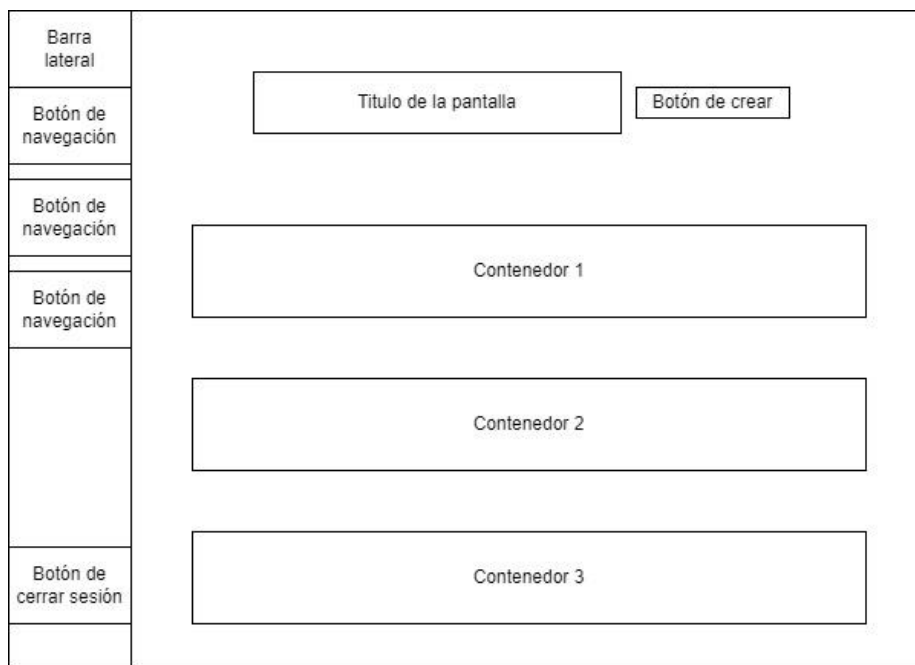 Barra
lateral
Botón de
navegación
Botón de
navegación
Botón de
navegación
Botón de
cerrar sesión
Titulo de la pantalla
Botón de crear
Contenedor 1
Contenedor 2
Contenedor 3